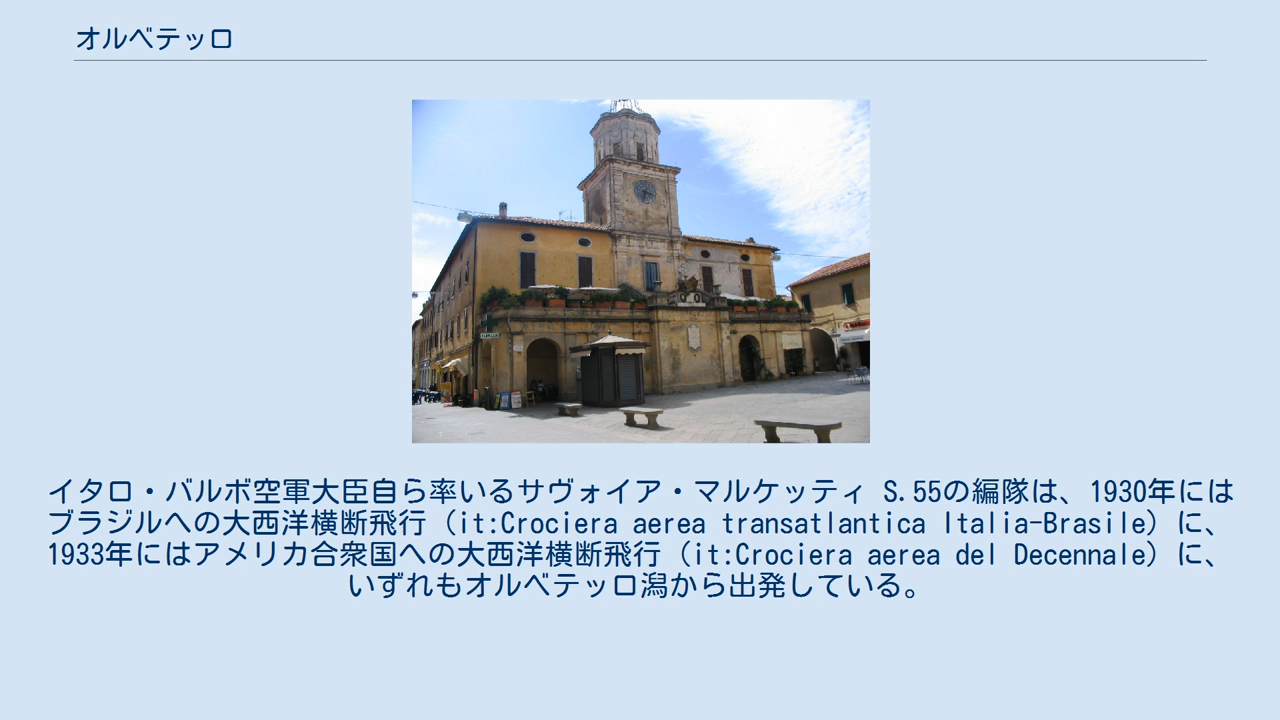 オルベテッロ
イタロ・バルボ空軍大臣自ら率いるサヴォイア・マルケッティ S.55の編隊は、1930年には
ブラジルへの大西洋横断飛行（it:Crociera aerea transatlantica Italia-Brasile）に、
1933年にはアメリカ合衆国への大西洋横断飛行（it:Crociera aerea del Decennale）に、
いずれもオルベテッロ潟から出発している。